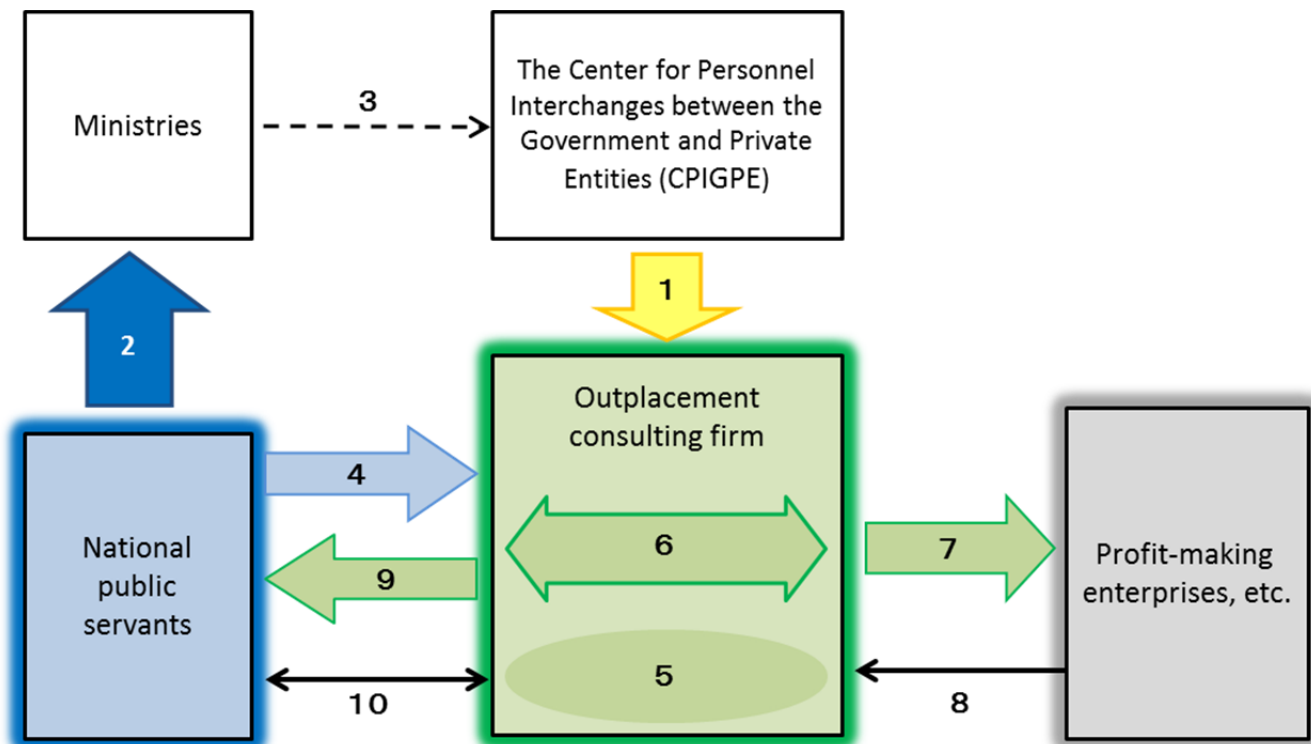 Ministries
3
The Center for Personnel
Interchanges between the
Government and Private
Entities (CPIGPE)
2
1
National
public
servants
4
9
10
Outplacement
consulting firm
6
5
7
8
Profit-making
enterprises, etc.